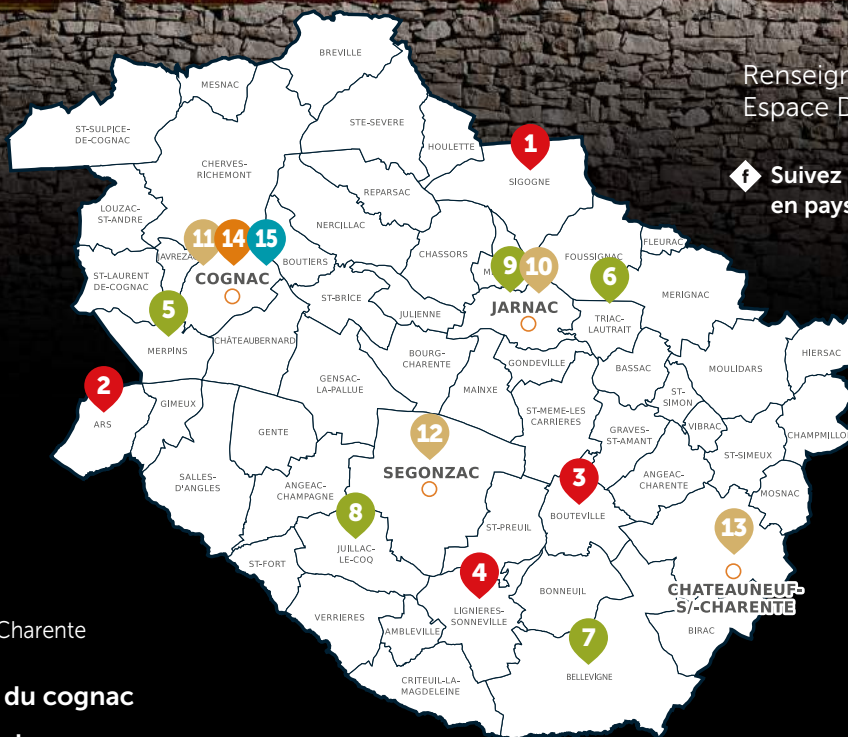 BREVILLE
MESNAC
ST-SULPICE-
DE-COGNAC
STE-SEVERE
HOULETTE
Renseign
Espace D
1
SIGOGNE
CHERVES-
RICHEMONT
REPARSAC
f Suivez
en pays
LOUZAC-
ST-ANDRE
NERCILLAC
11 14 15
JAVREZA
COGNAC
BOUTIERS
CHASSORS
FOUSSIGNAC
FLEURAC
9 10
M
JARNAC
6
MERIGNAC
ST-LAURENT
DE-COGNAC
ST-BRICE
JULIENNE
TRIAC-
LAUTRAIT
5
MERPINS
CHÂTEAUBERNARD
BOURG-
CHARENTE
GONDEVILLE
BASSAC
MOULIDARS
HIERSAC
2
ARS
GIMEUX
GENSAC-
LA-PALLUE
MAINXE
ST-
SIMON
ST-MEME-LES
CARRIERES
GENTE
12
SEGONZAC
GRAVES-
ST-AMANT
VIBRAC
CHAMPMILLO
ST-SIMEUX
SALLES-
D'ANGLES
ANGEAC-
CHAMPAGNE
3
BOUTEVILLE
ANGEAC-
CHARENTE
MOSNAC
8
JUILLAC-
LE-COQ
ST-PREUIL
13
CHATEAUNEUF-
S/-CHARENTE
ST-FORT
4
LIGNIERES-
SONNEVILLE
BONNEUIL
VERRIERES
AMBLEVILLE
7
BELLEVIGNE
BIRAC
CRITEUIL-LA-
MAGDELEINE
Charente
du cognac